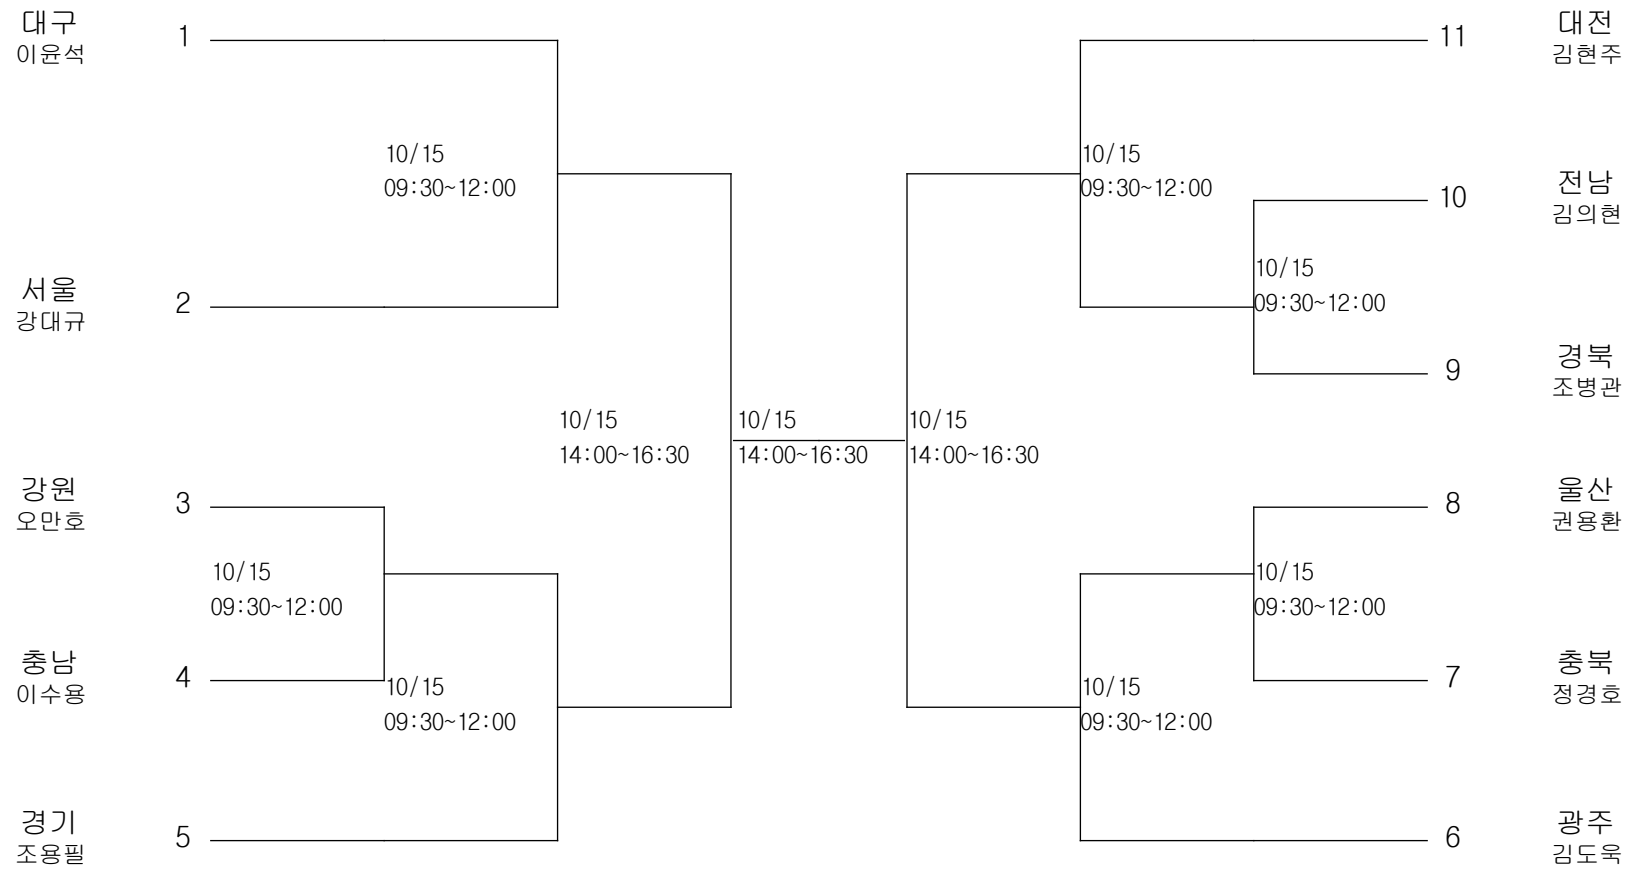 대구
이윤석
1
서울
강대규
2
10/15
09:30~12:00
강원
오만호
3
충남
이수용
4
10/15
09:30~12:00
경기
조용필
5
10/15
09:30~12:00
10/15
14:00~16:30
10/15
14:00~16:30
10/15
14:00~16:30
11
대전
김현주
10/15
09:30~12:00
10
전남
김의현
10/15
09:30~12:00
9
경북
조병관
8
울산
권용환
10/15
09:30~12:00
7
충북
정경호
10/15
09:30~12:00
6
광주
김도욱